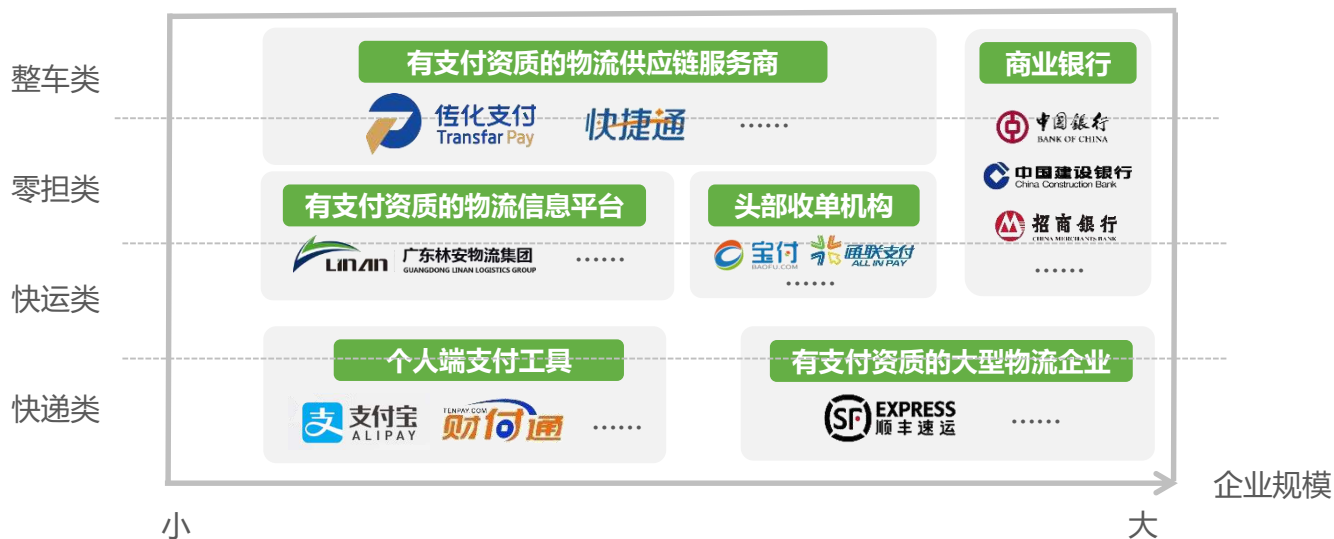 整车类
零担类
快运类
快递类
有支付资质的物流供应链服务商
传化支付
Transfar Pay
快捷通
......
商业银行
中国银行
BANK OF CHINA
中国建设银行
China Construction Bank
招商银行
CHINA MERCHANTS BANK
......
有支付资质的物流信息平台
LINAN
广东林安物流集团
GUANGDONG LINAN LOGISTICS GROUP
......
头部收单机构
宝付
BAOFU.COM
通联支付
ALL IN PAY
......
个人端支付工具
支
支付宝
ALIPAY
TENPAY.COM
财付通
......
有支付资质的大型物流企业
SF
EXPRESS
顺丰速运
......
企业规模
小
大